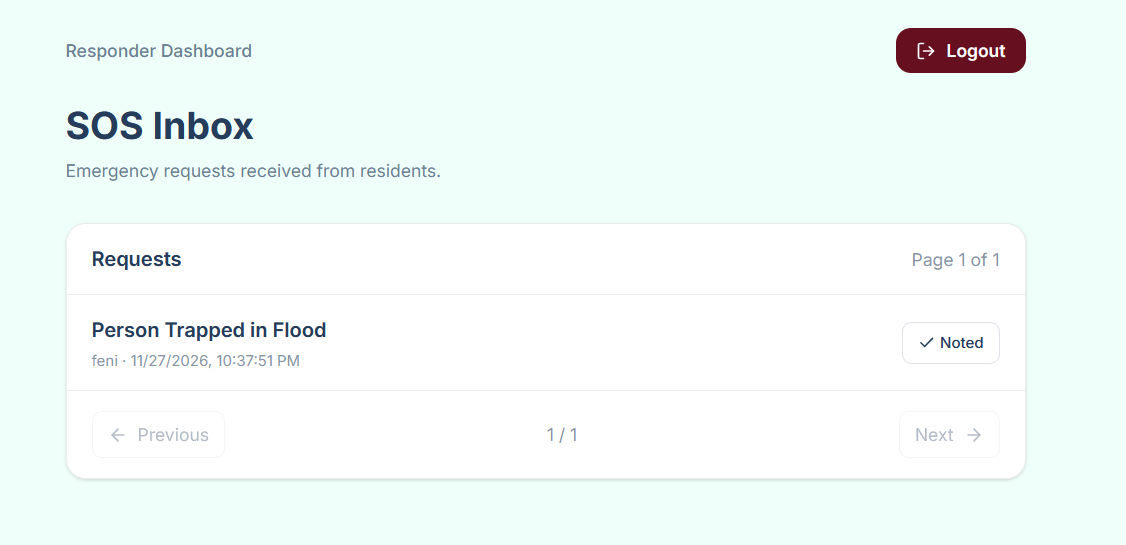 Responder Dashboard
Logout
SOS Inbox
Emergency requests received from residents.
Requests
Page 1 of 1
Person Trapped in Flood
feni · 11/27/2026, 10:37:51 PM
Noted
Previous
1 / 1
Next